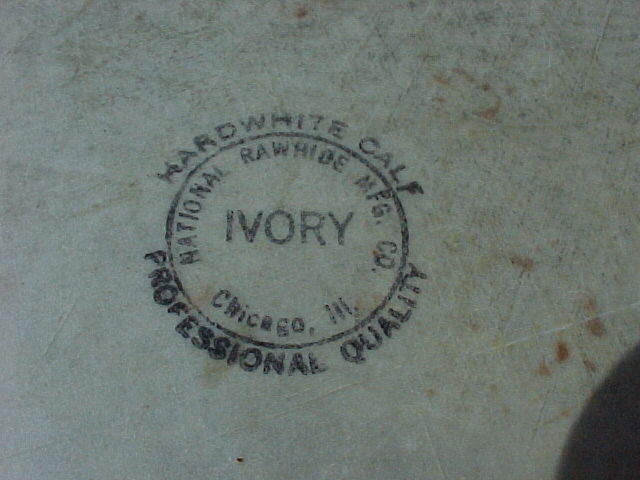 HARDWHITE CALF
NATIONAL RAWHIDE MFG. CO.
IVORY
Chicago, Ill.
PROFESSIONAL QUALITY